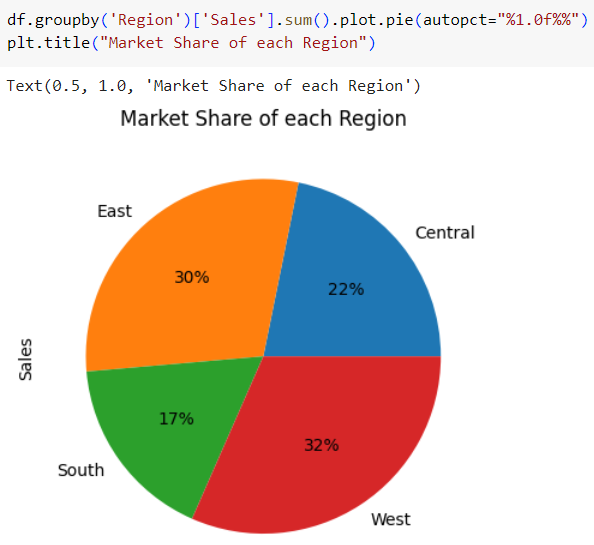 df.groupby('Region')['Sales'].sum().plot.pie(autopct="%1.0f%%")
plt.title("Market Share of each Region")
Text(0.5, 1.0, 'Market Share of each Region')
Market Share of each Region
East
Central
30%
22%
Sales
17%
32%
South
West